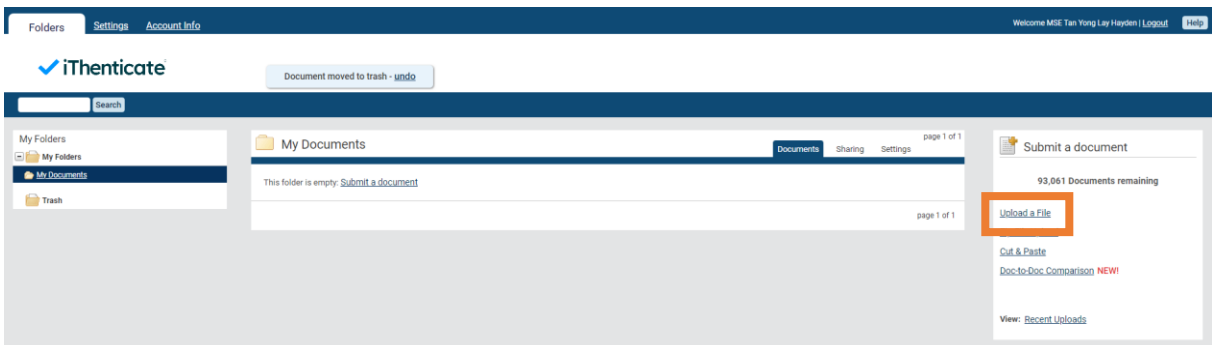 Folders Settings Account Info Welcome MSE Tan Yong Lay Hayden | Logout Help
iThenticate
Document moved to trash - undo
Search
My Folders
My Folders
My Documents
Trash
My Documents
page 1 of 1
Documents Sharing Settings
This folder is empty: Submit a document
page 1 of 1
Submit a document
93,061 Documents remaining
Upload a File
Cut & Paste
Doc-to-Doc Comparison NEW!
View: Recent Uploads